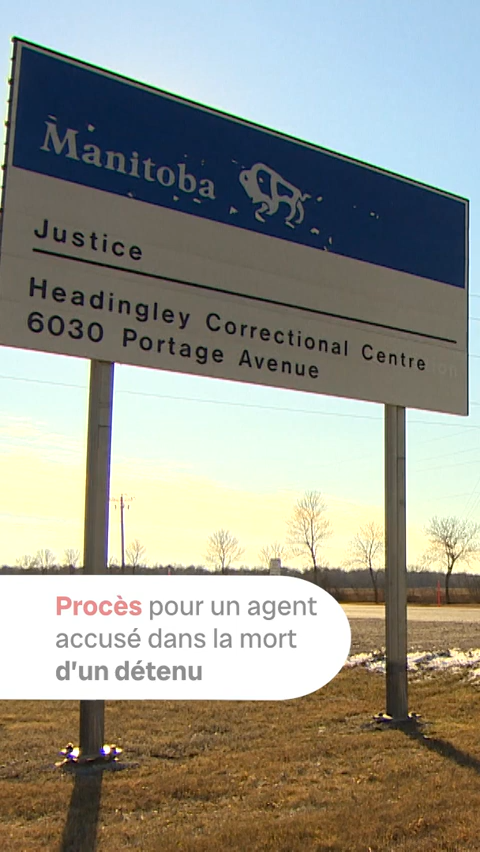 Manitoba
Justice
Headingley Correctional Centre
6030 Portage Avenue
Procès pour un agent
accusé dans la mort
d'un détenu